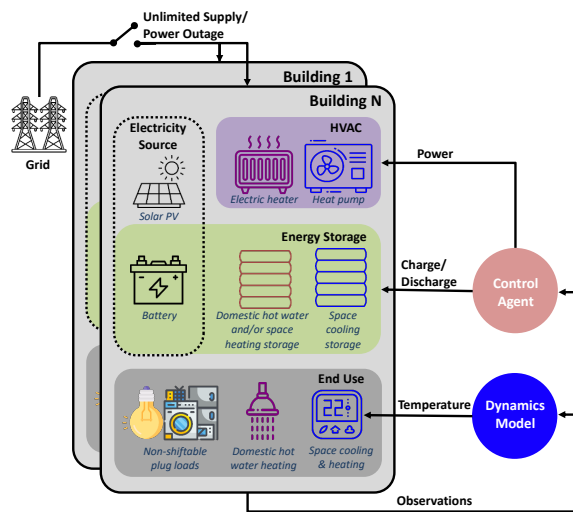 Unlimited Supply/
Power Outage
Grid
Building 1
Building N
Electricity
Source
Solar PV
HVAC
Electric heater
Heat pump
Power
Energy Storage
Battery
Domestic hot water
and/or space
heating storage
Space
cooling
storage
Charge/
Discharge
Control
Agent
End Use
22
Non-shiftable
plug loads
Domestic hot
water heating
Space cooling
& heating
Temperature
Dynamics
Model
Observations